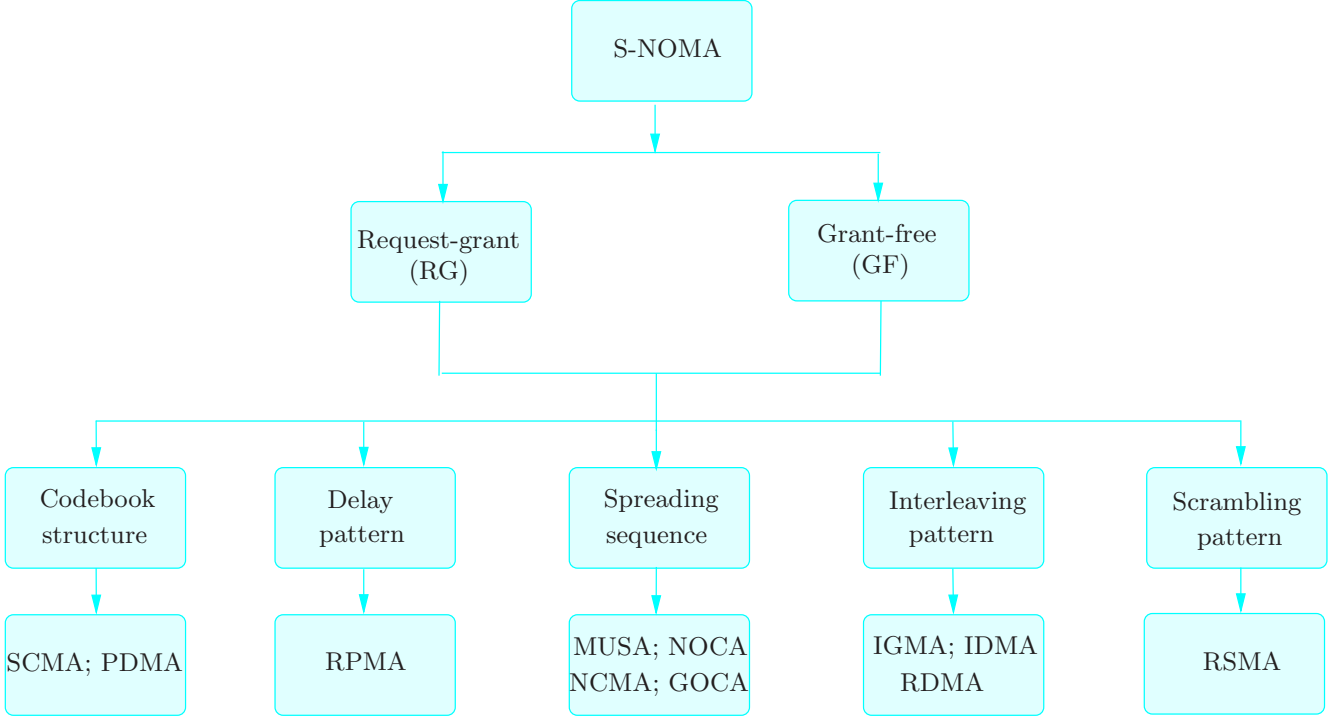 S-NOMA
Request-grant
(RG)
Grant-free
(GF)
Codebook
structure
Delay
pattern
Spreading
sequence
Interleaving
pattern
Scrambling
pattern
SCMA; PDMA
RPMA
MUSA; NOCA
NCMA; GOCA
IGMA; IDMA
RDMA
RSMA